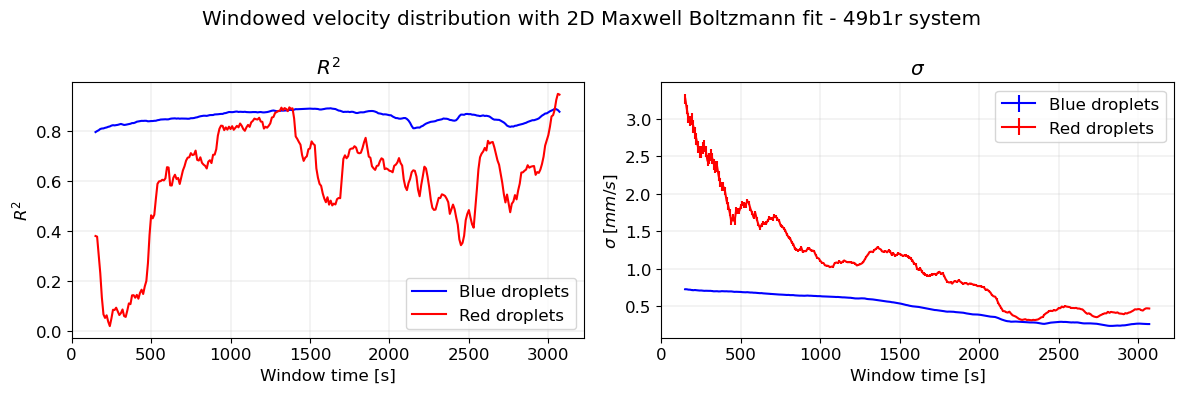 Windowed velocity distribution with 2D Maxwell Boltzmann fit - 49b1r system
R²
R²
0.8
0.6
0.4
0.2
0.0
Blue droplets
Red droplets
0
500
1000
1500
2000
2500
3000
Window time [s]
σ
σ [mm/s]
3.0
2.5
2.0
1.5
1.0
0.5
Blue droplets
Red droplets
0
500
1000
1500
2000
2500
3000
Window time [s]